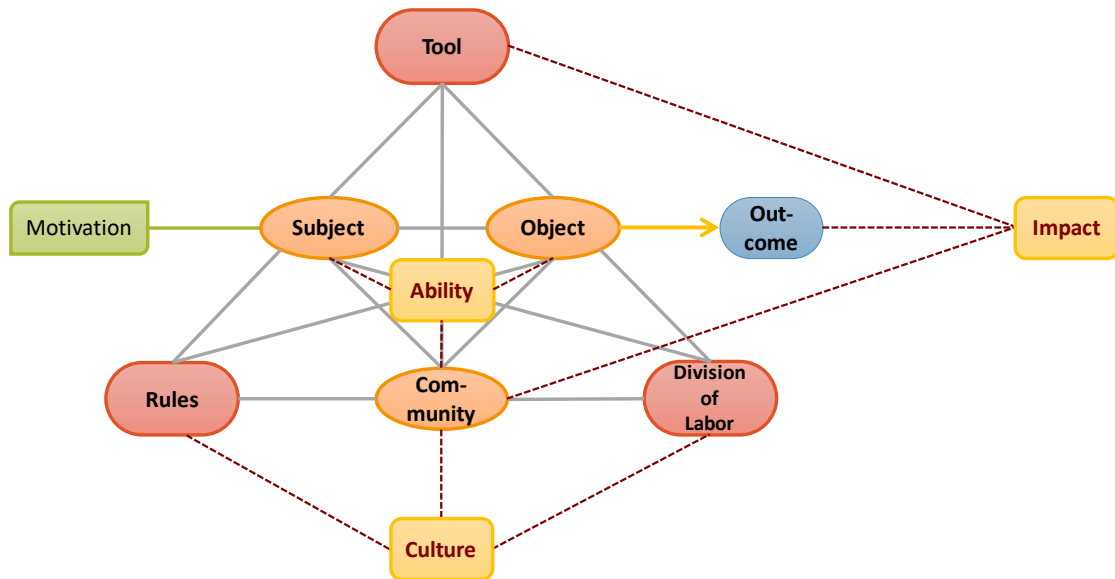 Tool
Motivation
Subject
Object
Out-
come
Impact
Ability
Rules
Com-
munity
Division
of
Labor
Culture